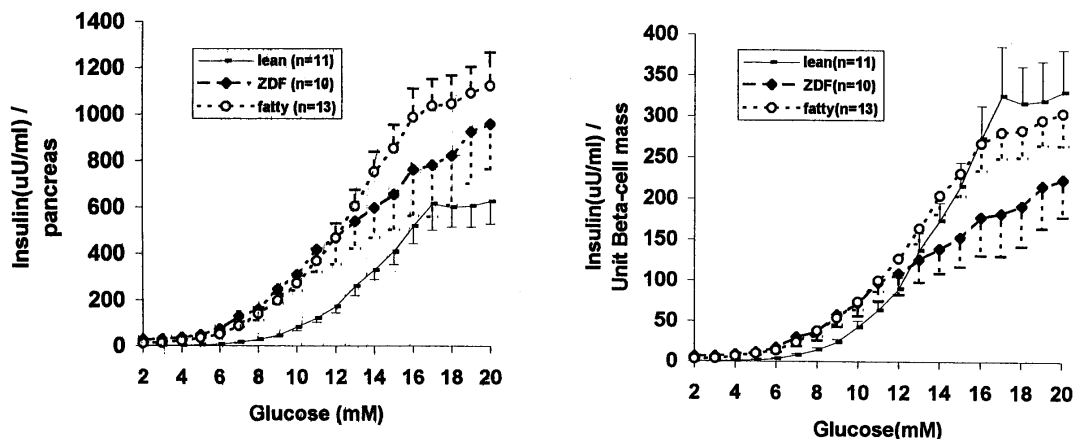 Insulin(uU/ml) /
pancreas
1400
1200
1000
800
600
400
200
0
lean (n=11)
ZDF (n=10)
fatty (n=13)
2 4 6 8 10 12 14 16 18 20
Glucose (mM)
Insulin(uU/ml) /
Unit Beta-cell mass
400
350
300
250
200
150
100
50
0
lean(n=11)
ZDF(n=10)
fatty(n=13)
2 4 6 8 10 12 14 16 18 20
Glucose(mM)